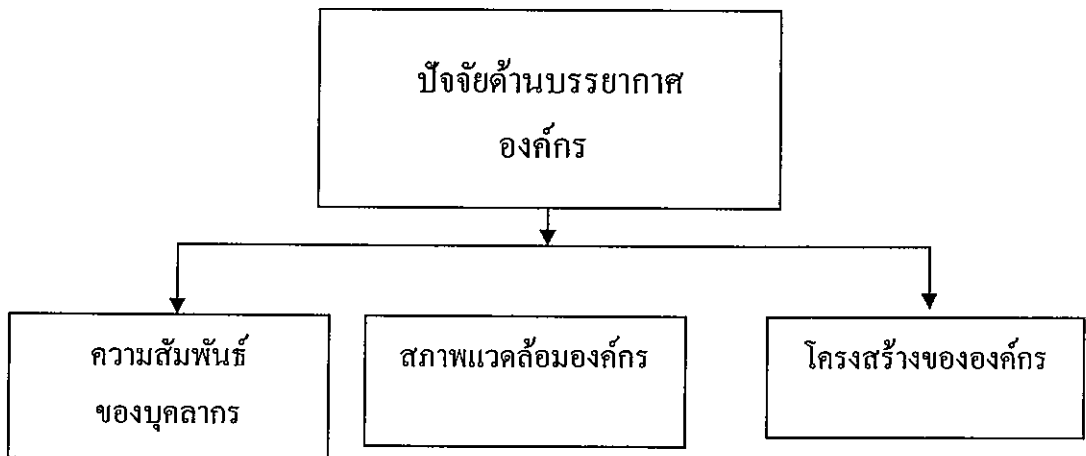 ปัจจัยด้านบรรยากาศ
องค์กร
ความสัมพันธ์
ของบุคลากร
สภาพแวดล้อมองค์กร
โครงสร้างขององค์กร